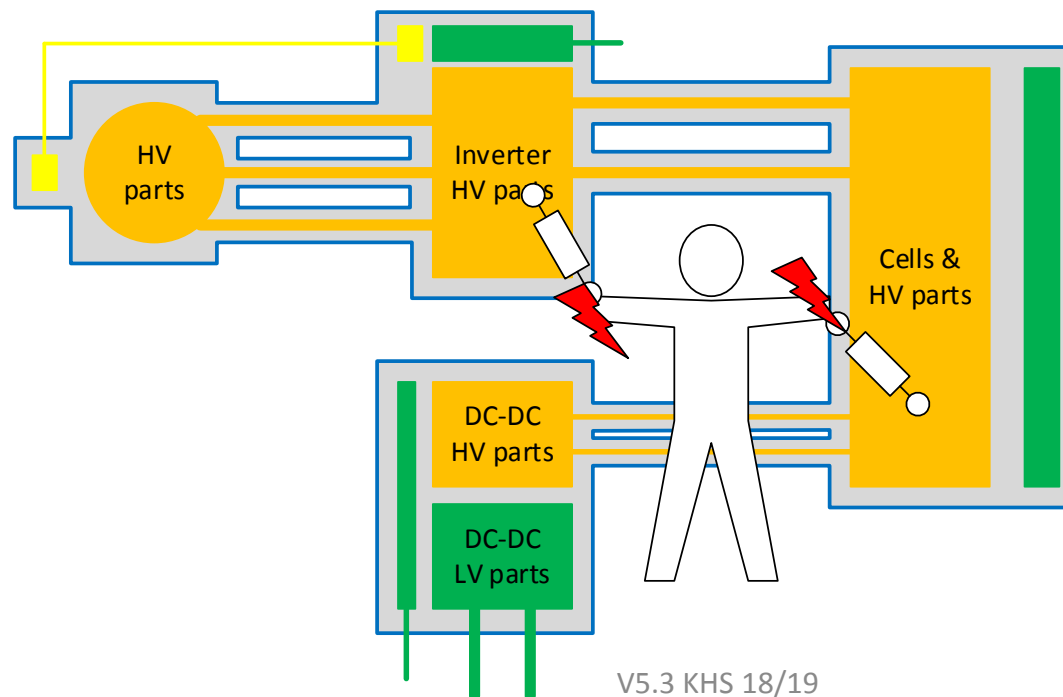 HV
parts
Inverter
HV parts
Cells &
HV parts
DC-DC
HV parts
DC-DC
LV parts
V5.3 KHS 18/19